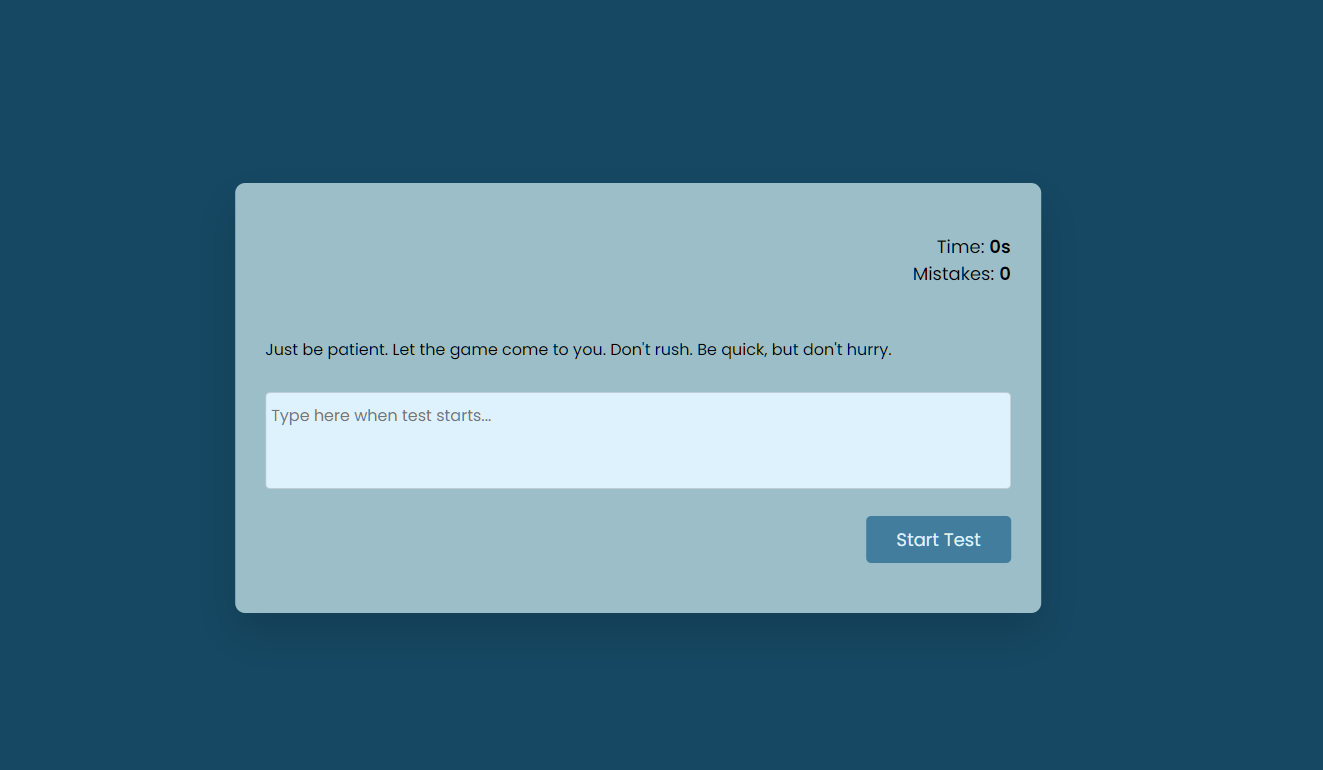 Time: 0s
Mistakes: 0
Just be patient. Let the game come to you. Don't rush. Be quick, but don't hurry.
Type here when test starts...
Start Test